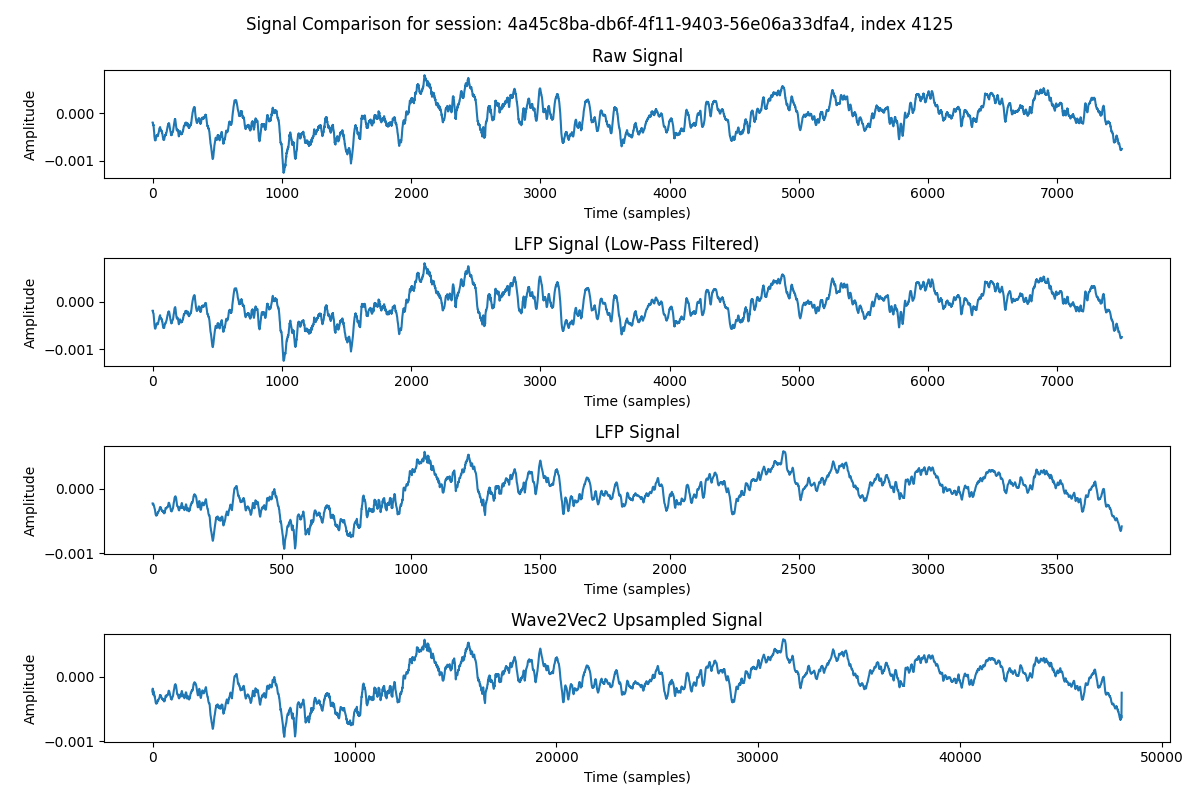 Signal Comparison for session: 4a45c8ba-db6f-4f11-9403-56e06a33dfa4, index 4125
Raw Signal
Amplitude
0.000
−0.001
0 1000 2000 3000 4000 5000 6000 7000
Time (samples)
LFP Signal (Low-Pass Filtered)
Amplitude
0.000
−0.001
0 1000 2000 3000 4000 5000 6000 7000
Time (samples)
LFP Signal
Amplitude
0.000
−0.001
0 500 1000 1500 2000 2500 3000 3500
Time (samples)
Wave2Vec2 Upsampled Signal
Amplitude
0.000
−0.001
0 10000 20000 30000 40000 50000
Time (samples)